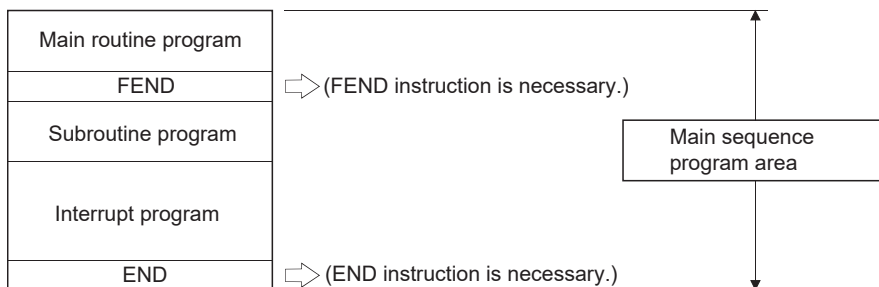 Main routine program
FEND
(FEND instruction is necessary.)
Subroutine program
Main sequence
program area
Interrupt program
END
(END instruction is necessary.)